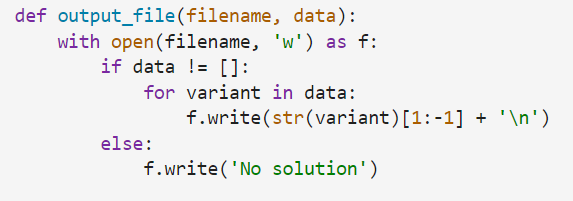 def output_file(filename, data):
    with open(filename, 'w') as f:
        if data != []:
            for variant in data:
                f.write(str(variant)[1:-1] + '\n')
        else:
            f.write('No solution')